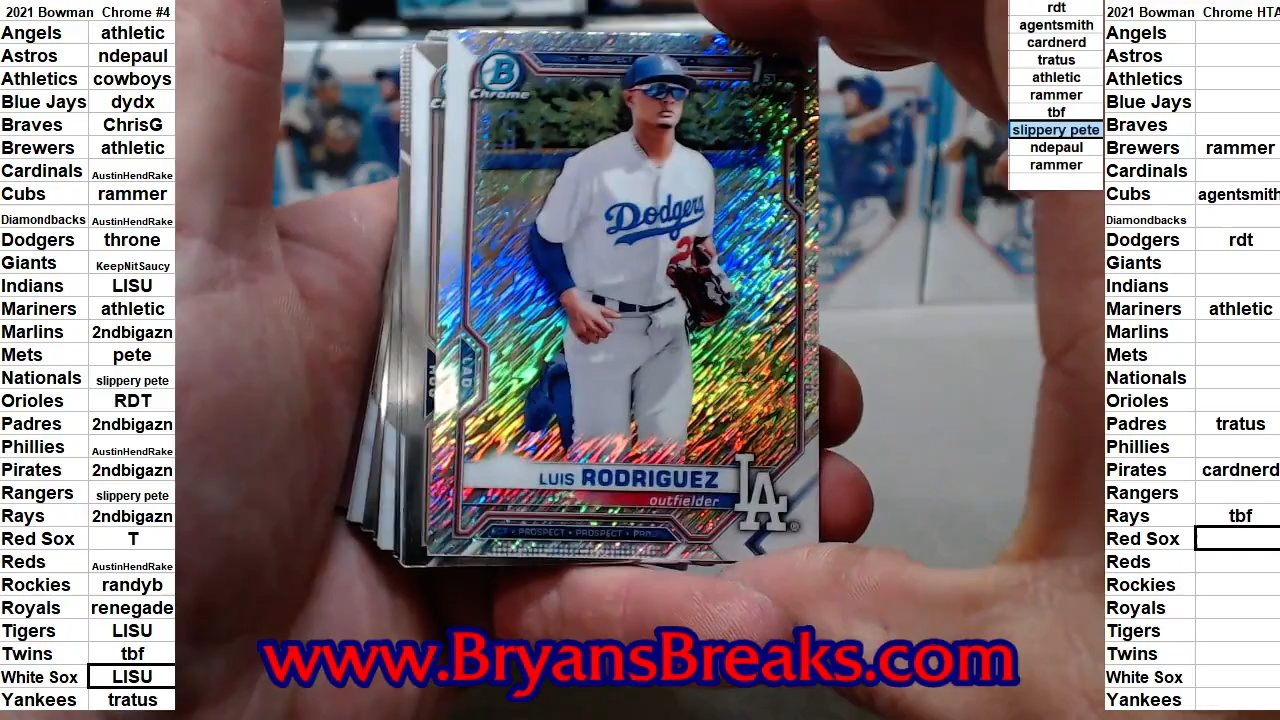 2021 Bowman Chrome #4
Angels athletic
Astros ndepaul
Athletics cowboys
Blue Jays dydx
Braves ChrisG
Brewers athletic
Cardinals AustinHendRake
Cubs rammer
Diamondbacks AustinHendRake
Dodgers throne
Giants KeepNitSaucy
Indians LISU
Mariners athletic
Marlins 2ndbigazn
Mets pete
Nationals slippery pete
Orioles RDT
Padres 2ndbigazn
Phillies AustinHendRake
Pirates 2ndbigazn
Rangers slippery pete
Rays 2ndbigazn
Red Sox T
Reds AustinHendRake
Rockies randyb
Royals renegade
Tigers LISU
Twins tbf
White Sox LISU
Yankees tratus
B
Chrome
PROSPECT
1ST
Dodgers
LAD
LUIS RODRIGUEZ
outfielder
LA
PROSPECT • PROSPECT
www.BryansBreaks.com
rdt
agentsmith
cardnerd
tratus
athletic
rammer
tbf
slippery pete
ndepaul
rammer
2021 Bowman Chrome HTA
Angels
Astros
Athletics
Blue Jays
Braves
Brewers rammer
Cardinals
Cubs agentsmith
Diamondbacks
Dodgers rdt
Giants
Indians
Mariners athletic
Marlins
Mets
Nationals
Orioles
Padres tratus
Phillies
Pirates cardnerd
Rangers
Rays tbf
Red Sox
Reds
Rockies
Royals
Tigers
Twins
White Sox
Yankees